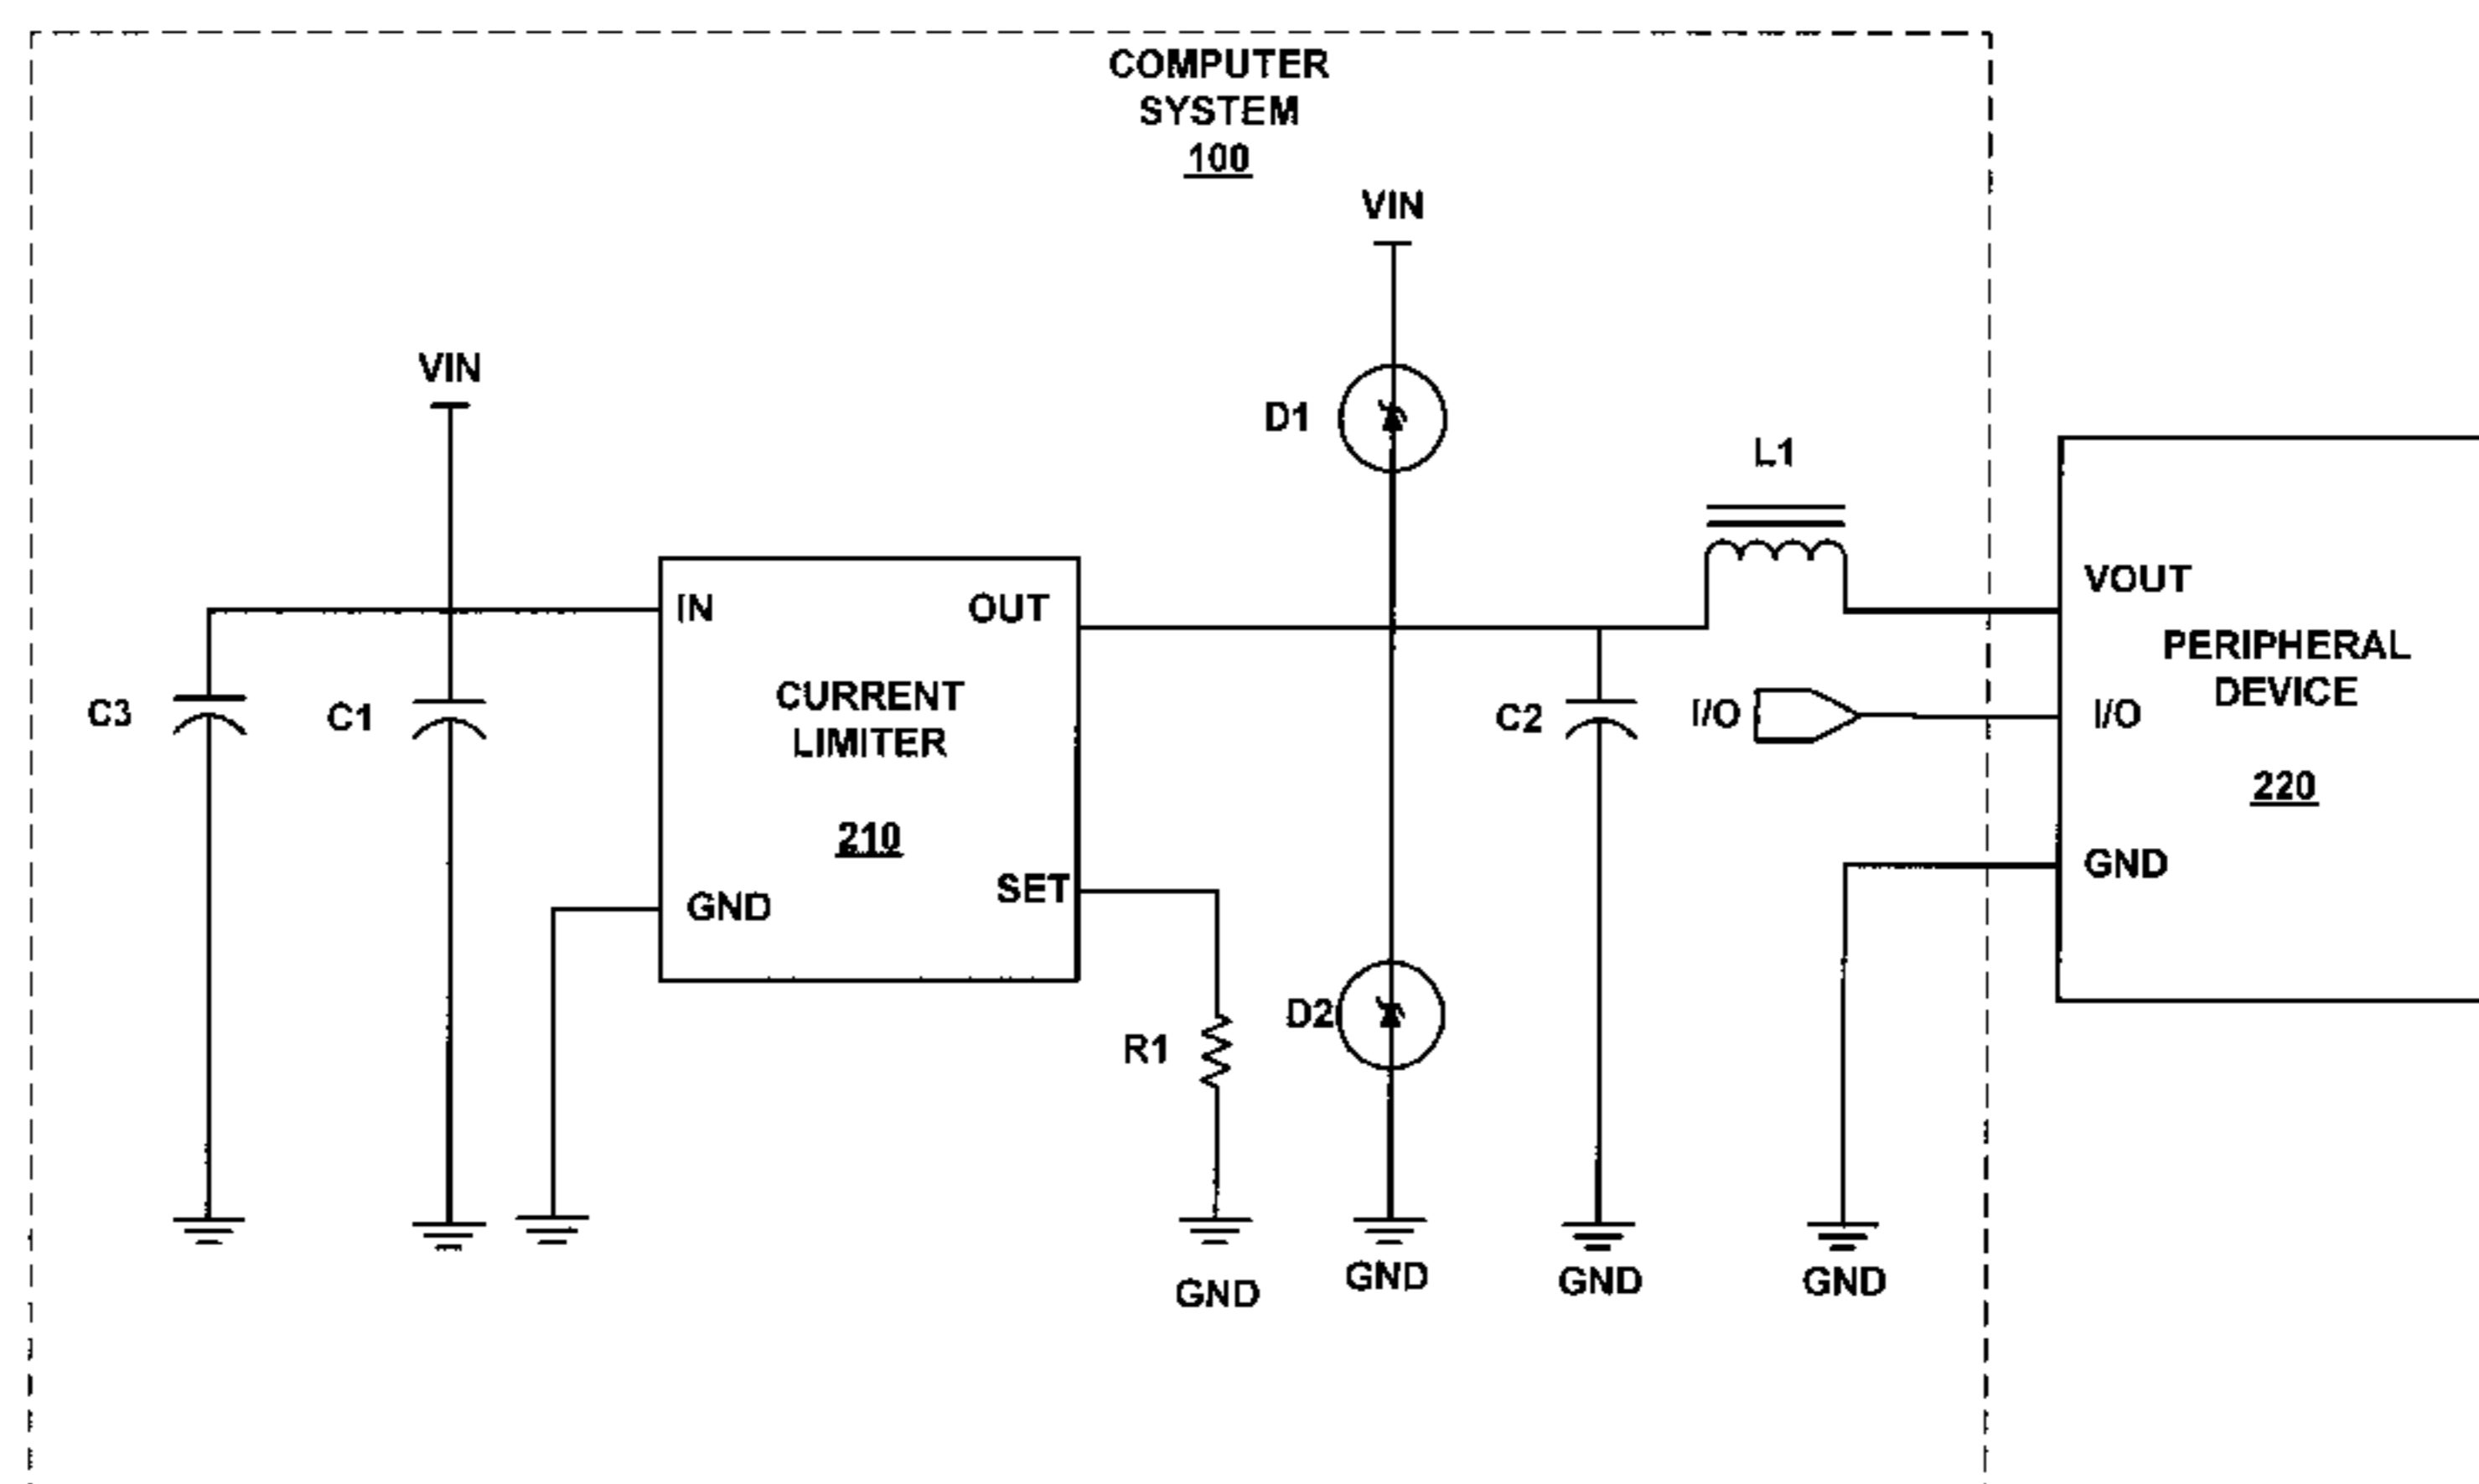 COMPUTER
SYSTEM
100
VIN
VIN
D1
L1
IN
OUT
VOUT
PERIPHERAL
DEVICE
CURRENT
LIMITER
C3
C1
C2
I/O
I/O
220
210
SET
GND
GND
D2
R1
GND
GND
GND
GND